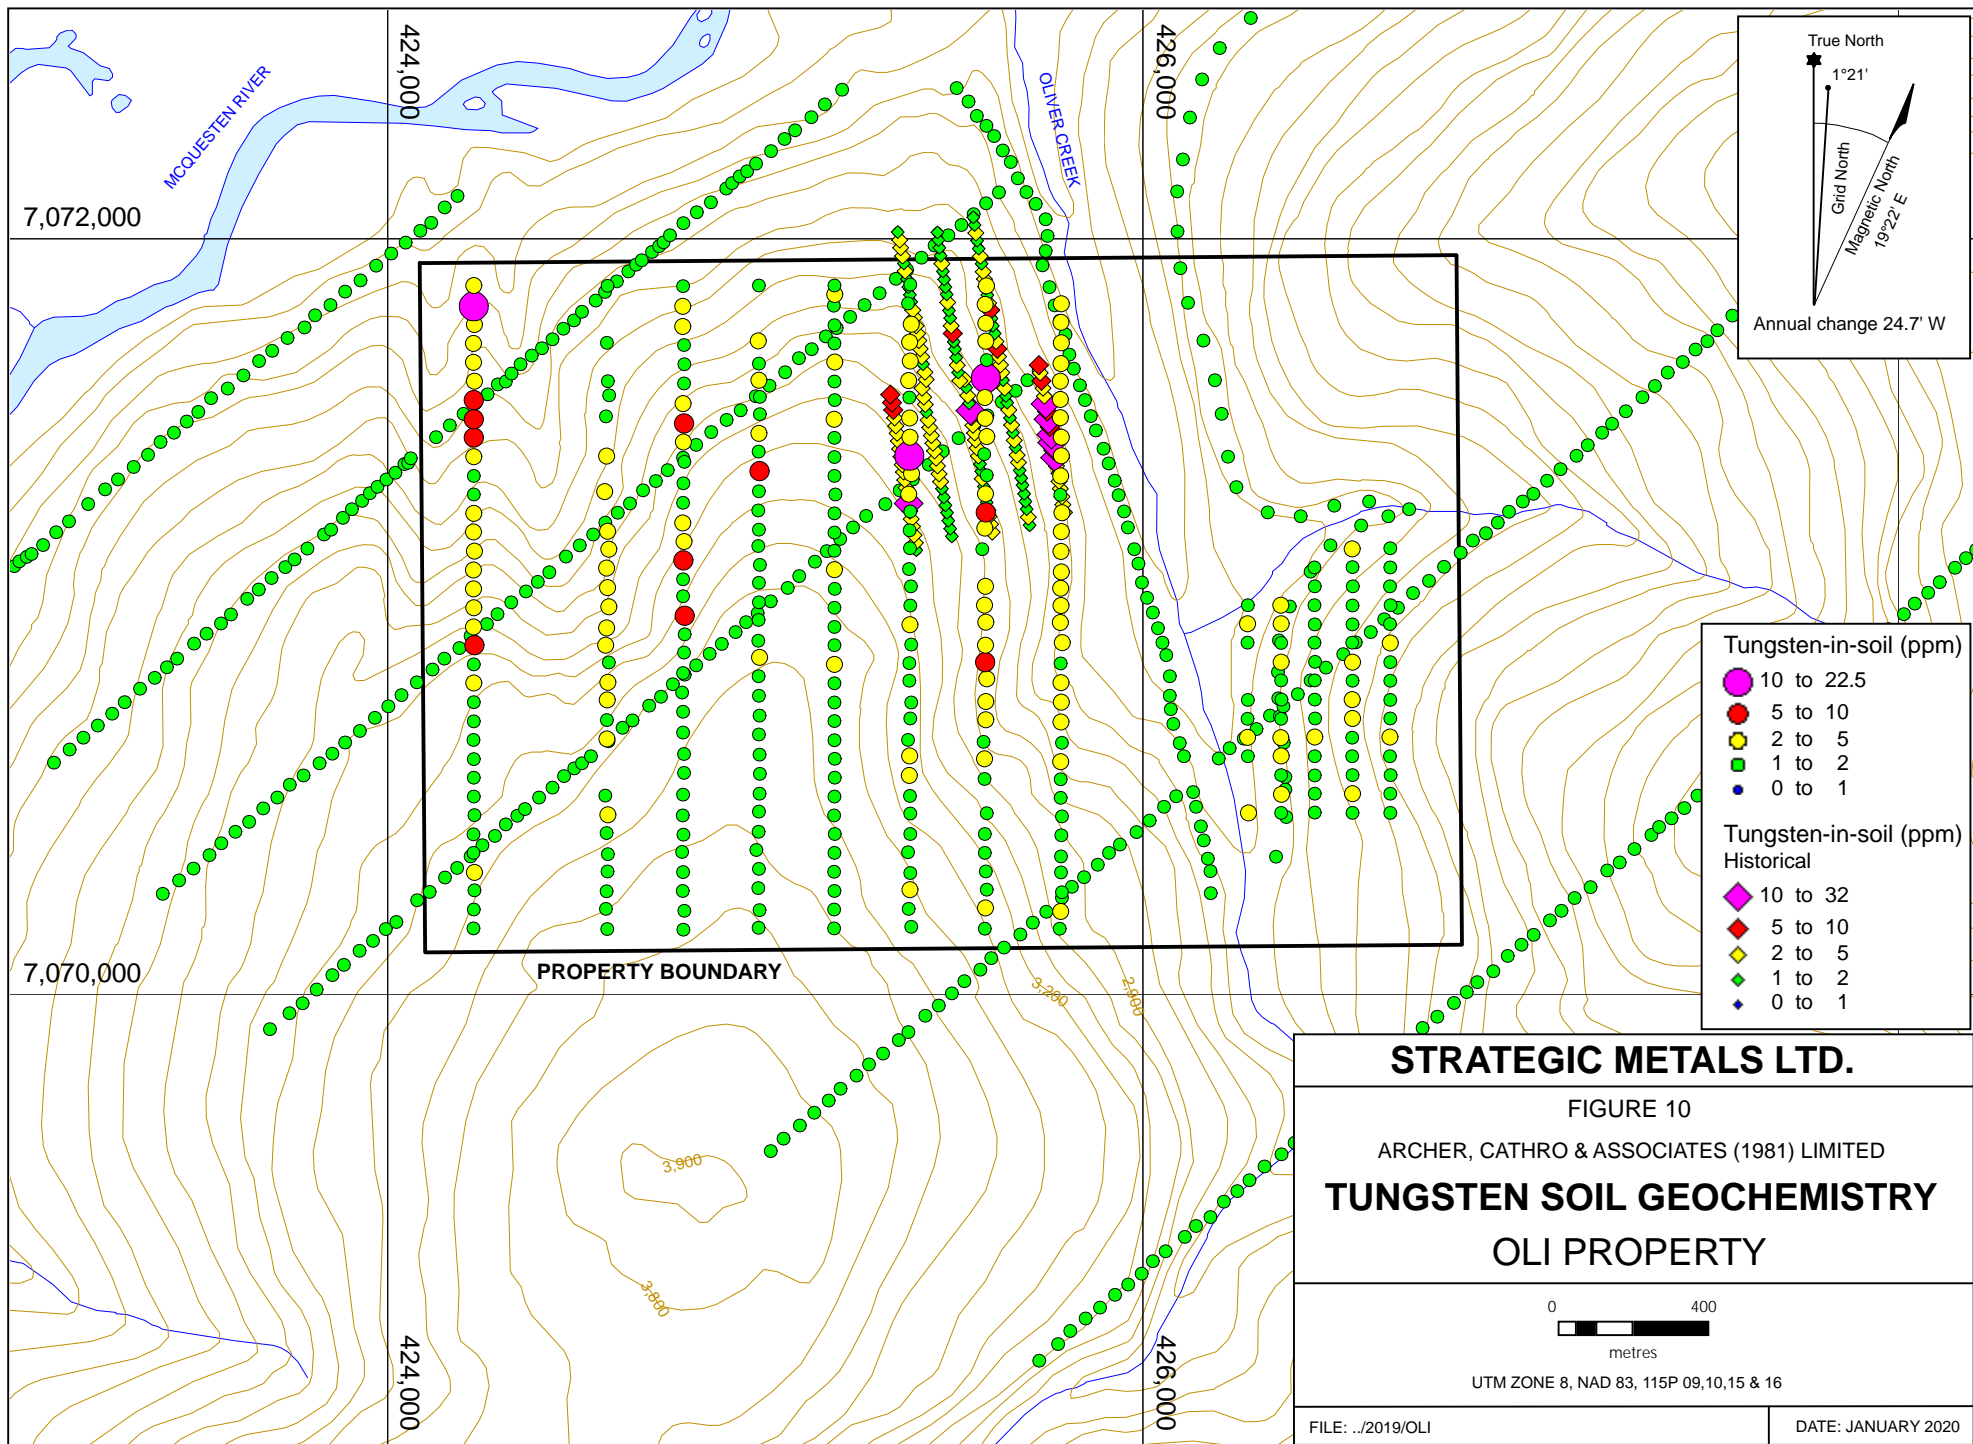 424,000
426,000
MCQUESTEN RIVER
OLIVER CREEK
True North
1°21'
Grid North
Magnetic North
19°22' E
Annual change 24.7' W
7,072,000
Tungsten-in-soil (ppm)
10 to 22.5
5 to 10
2 to 5
1 to 2
0 to 1
Tungsten-in-soil (ppm)
Historical
10 to 32
5 to 10
2 to 5
1 to 2
0 to 1
7,070,000
PROPERTY BOUNDARY
3,200
2,900
3,900
3,800
424,000
426,000
STRATEGIC METALS LTD.
FIGURE 10
ARCHER, CATHRO & ASSOCIATES (1981) LIMITED
TUNGSTEN SOIL GEOCHEMISTRY
OLI PROPERTY
0 400
metres
UTM ZONE 8, NAD 83, 115P 09,10,15 & 16
FILE: ../2019/OLI
DATE: JANUARY 2020